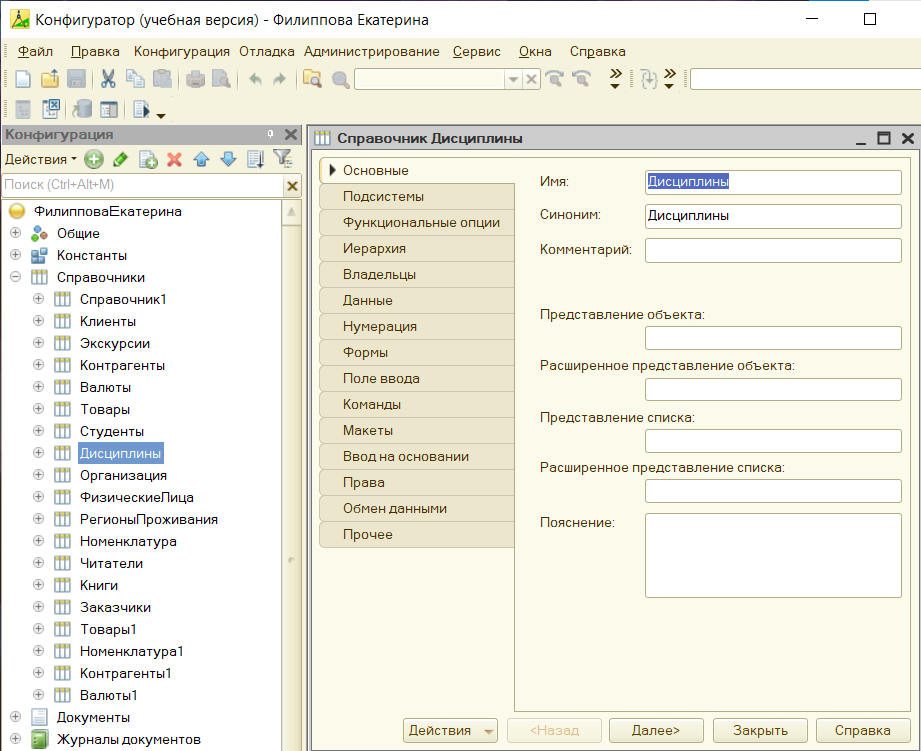 Конфигуратор (учебная версия) - Филиппова Екатерина
Файл Правка Конфигурация Отладка Администрирование Сервис Окна Справка
Конфигурация
Действия
Поиск (Ctrl+Alt+M)
ФилипповаЕкатерина
Общие
Константы
Справочники
Справочник1
Клиенты
Экскурсии
Контрагенты
Валюты
Товары
Студенты
Дисциплины
Организация
ФизическиеЛица
РегионыПроживания
Номенклатура
Читатели
Книги
Заказчики
Товары1
Номенклатура1
Контрагенты1
Валюты1
Документы
Журналы документов
Справочник Дисциплины
Основные
Подсистемы
Функциональные опции
Иерархия
Владельцы
Данные
Нумерация
Формы
Поле ввода
Команды
Макеты
Ввод на основании
Права
Обмен данными
Прочее
Имя: Дисциплины
Синоним: Дисциплины
Комментарий:
Представление объекта:
Расширенное представление объекта:
Представление списка:
Расширенное представление списка:
Пояснение:
Действия <Назад Далее> Закрыть Справка